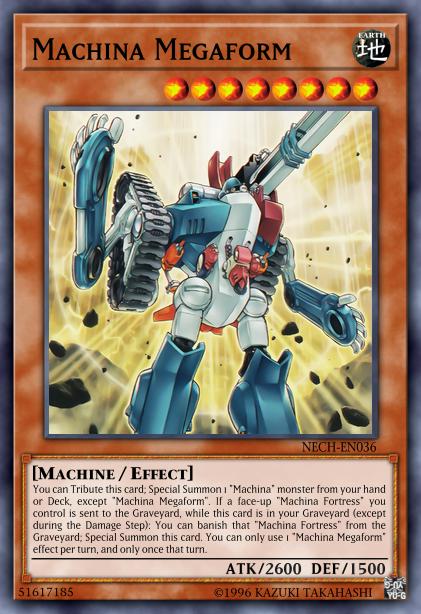 MACHINA MEGAFORM
EARTH
地
NECH-EN036
[MACHINE / EFFECT]
You can Tribute this card; Special Summon 1 "Machina" monster from your hand
or Deck, except "Machina Megaform". If a face-up "Machina Fortress" you
control is sent to the Graveyard, while this card is in your Graveyard (except
during the Damage Step): You can banish that "Machina Fortress" from the
Graveyard; Special Summon this card. You can only use 1 "Machina Megaform"
effect per turn, and only once that turn.
ATK/2600 DEF/1500
51617185
©1996 KAZUKI TAKAHASHI